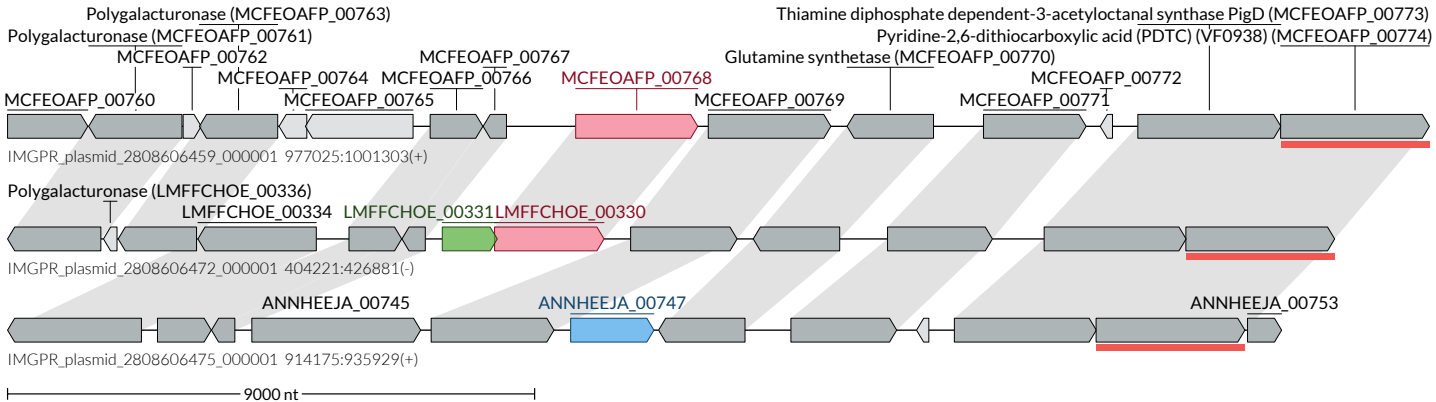 Polygalacturonase (MCFEOAFP_00763)
Thiamine diphosphate dependent-3-acetyloctanal synthase PigD (MCFEOAFP_00773)
Polygalacturonase (MCFEOAFP_00761)
Pyridine-2,6-dithiocarboxylic acid (PDTC) (VF0938) (MCFEOAFP_00774)
MCFEOAFP_00762
MCFEOAFP_00767
Glutamine synthetase (MCFEOAFP_00770)
MCFEOAFP_00764
MCFEOAFP_00766
MCFEOAFP_00768
MCFEOAFP_00772
MCFEOAFP_00760
MCFEOAFP_00765
MCFEOAFP_00769
MCFEOAFP_00771
IMGPR_plasmid_2808606459_000001 977025:1001303(+)
Polygalacturonase (LMFFCHOE_00336)
LMFFCHOE_00334
LMFFCHOE_00331
LMFFCHOE_00330
IMGPR_plasmid_2808606472_000001 404221:426881(-)
ANNHEEJA_00745
ANNHEEJA_00747
ANNHEEJA_00753
IMGPR_plasmid_2808606475_000001 914175:935929(+)
9000 nt